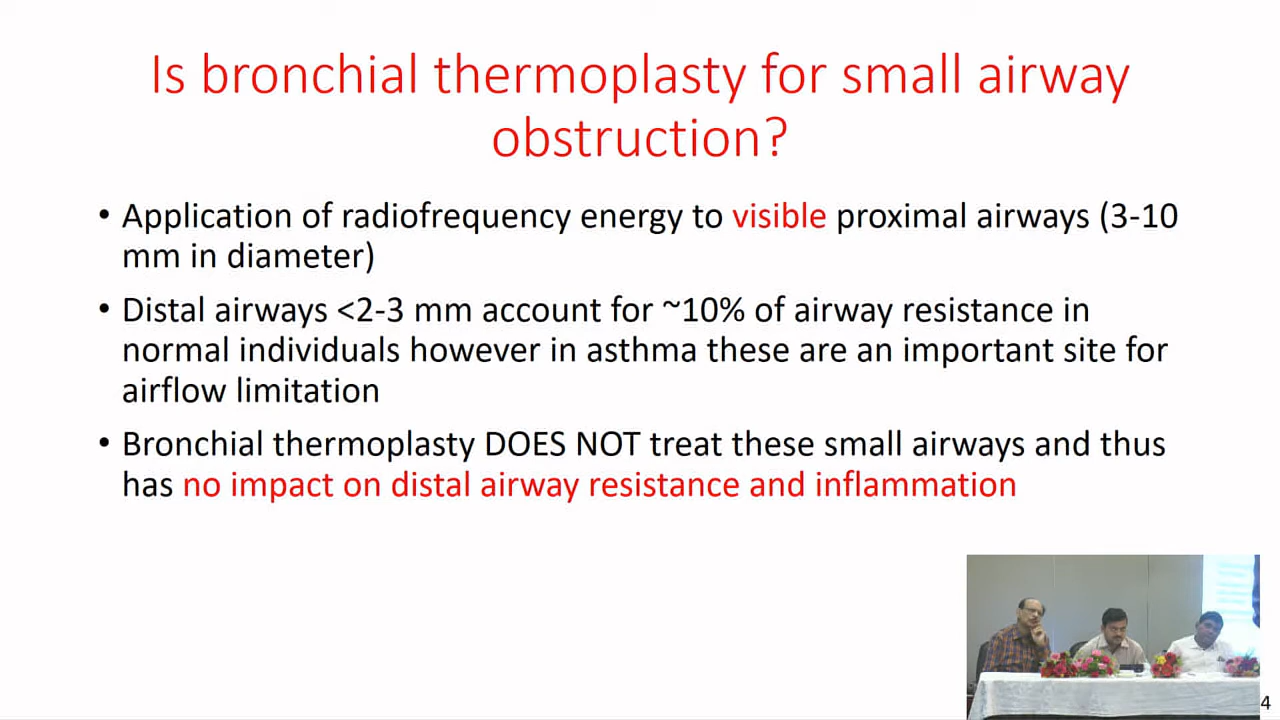 Is bronchial thermoplasty for small airway
obstruction?
• Application of radiofrequency energy to visible proximal airways (3-10
mm in diameter)
• Distal airways <2-3 mm account for ~10% of airway resistance in
normal individuals however in asthma these are an important site for
airflow limitation
• Bronchial thermoplasty DOES NOT treat these small airways and thus
has no impact on distal airway resistance and inflammation
4